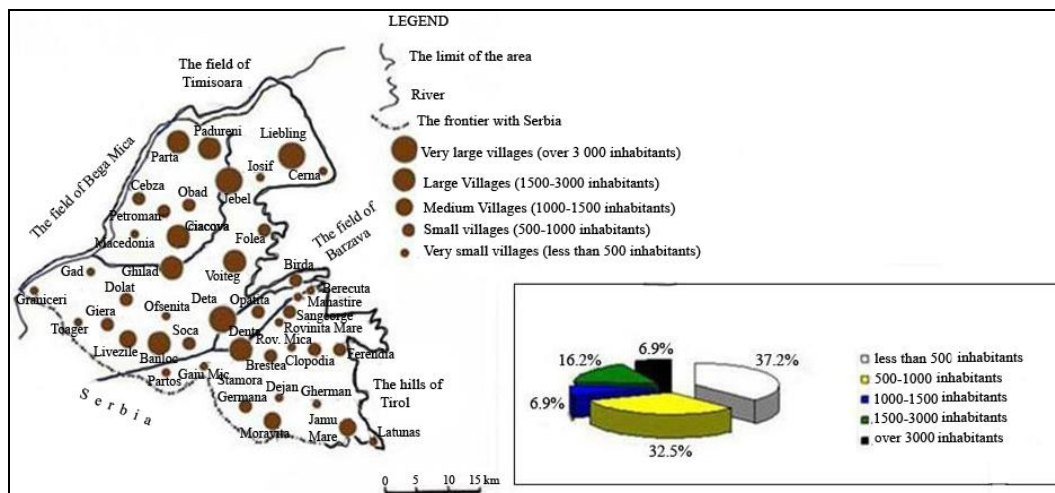 LEGEND
The limit of the area
River
The frontier with Serbia
Very large villages (over 3 000 inhabitants)
Large Villages (1500-3000 inhabitants)
Medium Villages (1000-1500 inhabitants)
Small villages (500-1000 inhabitants)
Very small villages (less than 500 inhabitants)
The field of
Timisoara
The field of Bega Mica
Padureni
Parta
Liebling
Iosif
Cerna
Jebel
Cebza
Obad
Petroman
Macedonia
Ciacova
Folea
The field of
Barzava
Gad
Ghilad
Voiteg
Birda
Graniceri
Dolat
Deta
Opatita
Berecuta
Manastire
Ofsenita
Giera
Sangeorge
Toager
Soca
Denta
Rovinita Mare
Rov. Mica
Livezile
Banloc
Brestea
Clopodia
Ferendia
Partos
Gani Mic
Stamora
Germana
Dejan
Gherman
The hills of
Tirol
Serbia
Moravita
Jamu
Mare
Latunas
0 5 10 15 km
6.9%
16.2%
37.2%
6.9%
32.5%
less than 500 inhabitants
500-1000 inhabitants
1000-1500 inhabitants
1500-3000 inhabitants
over 3000 inhabitants